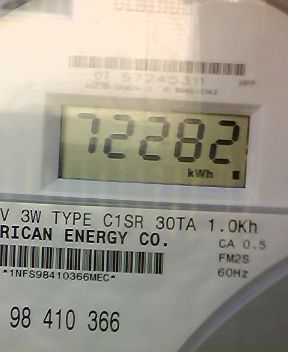 07 57245311
72282
kWh
V 3W TYPE C1SR 30TA 1.0Kh
RICAN ENERGY CO.
CA 0.5
FM2S
*1NFS98410366MEC*
60Hz
98 410 366